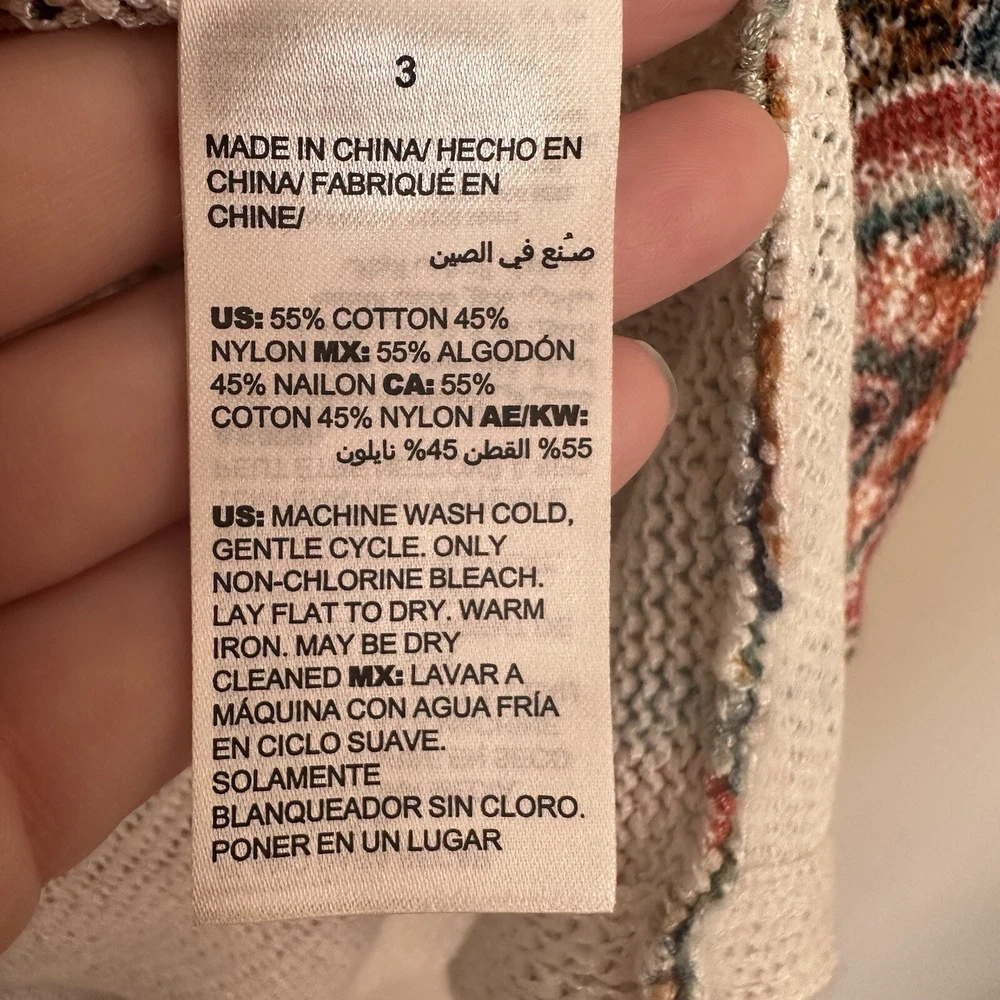 3
MADE IN CHINA/ HECHO EN
CHINA/ FABRIQUÉ EN
CHINE/
صُنع في الصين
US: 55% COTTON 45%
NYLON MX: 55% ALGODÓN
45% NAILON CA: 55%
COTON 45% NYLON AE/KW:
55% القطن 45% نايلون
US: MACHINE WASH COLD,
GENTLE CYCLE. ONLY
NON-CHLORINE BLEACH.
LAY FLAT TO DRY. WARM
IRON. MAY BE DRY
CLEANED MX: LAVAR A
MÁQUINA CON AGUA FRÍA
EN CICLO SUAVE.
SOLAMENTE
BLANQUEADOR SIN CLORO.
PONER EN UN LUGAR